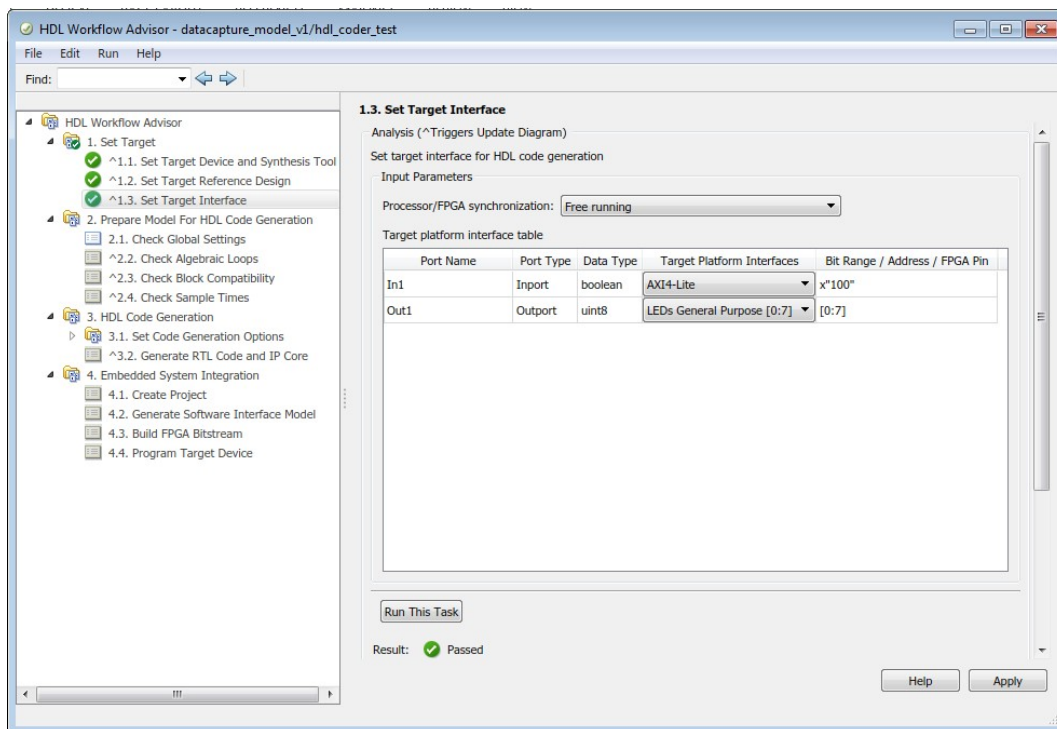 HDL Workflow Advisor - datacapture_model_v1/hdl_coder_test
File Edit Run Help
Find:
HDL Workflow Advisor
1. Set Target
^1.1. Set Target Device and Synthesis Tool
^1.2. Set Target Reference Design
^1.3. Set Target Interface
2. Prepare Model For HDL Code Generation
2.1. Check Global Settings
^2.2. Check Algebraic Loops
^2.3. Check Block Compatibility
^2.4. Check Sample Times
3. HDL Code Generation
3.1. Set Code Generation Options
^3.2. Generate RTL Code and IP Core
4. Embedded System Integration
4.1. Create Project
4.2. Generate Software Interface Model
4.3. Build FPGA Bitstream
4.4. Program Target Device
1.3. Set Target Interface
Analysis (^Triggers Update Diagram)
Set target interface for HDL code generation
Input Parameters
Processor/FPGA synchronization: Free running
Target platform interface table
Port Name Port Type Data Type Target Platform Interfaces Bit Range / Address / FPGA Pin
In1 Inport boolean AXI4-Lite x"100"
Out1 Outport uint8 LEDs General Purpose [0:7] [0:7]
Run This Task
Result: Passed
Help Apply